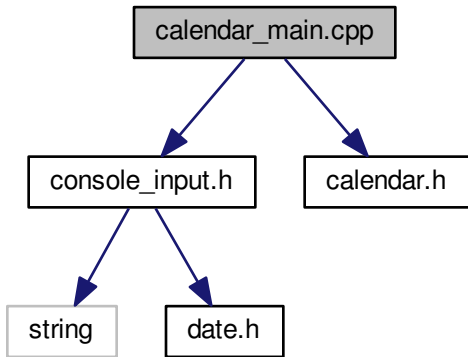 calendar_main.cpp
console_input.h
calendar.h
string
date.h